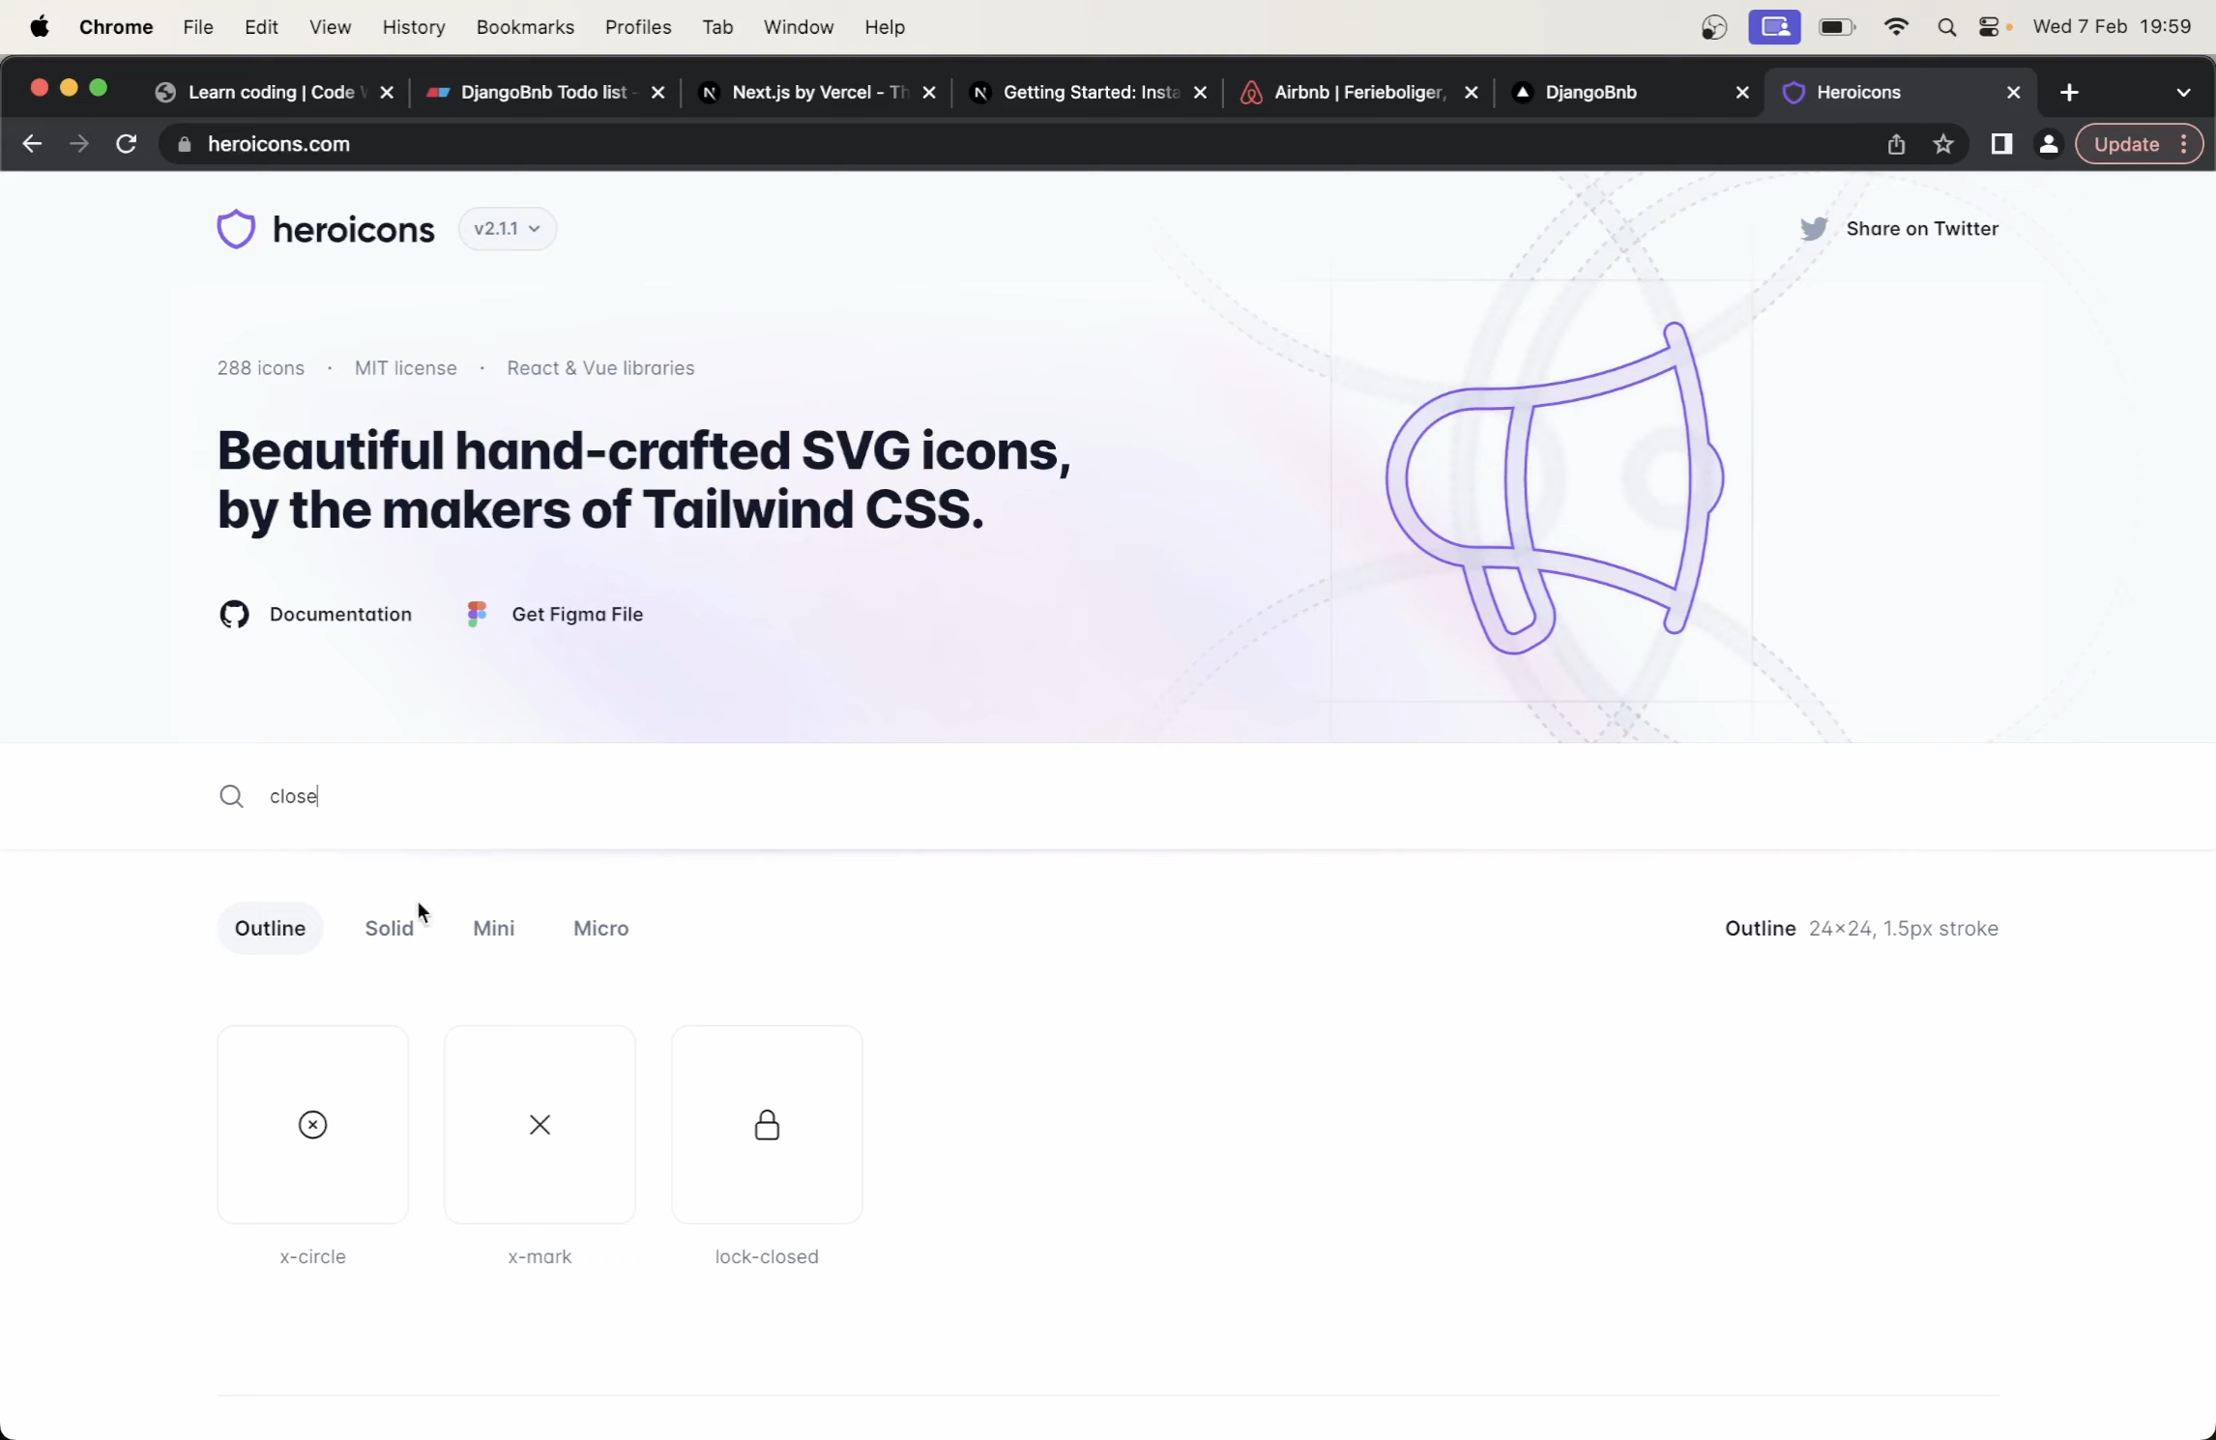 Chrome File Edit View History Bookmarks Profiles Tab Window Help Wed 7 Feb 19:59
Learn coding | Code DjangoBnb Todo list - Next.js by Vercel - Th Getting Started: Insta Airbnb | Ferieboliger, DjangoBnb Heroicons
heroicons.com Update
heroicons v2.1.1 Share on Twitter
288 icons · MIT license · React & Vue libraries
Beautiful hand-crafted SVG icons,
by the makers of Tailwind CSS.
Documentation Get Figma File
close
Outline Solid Mini Micro Outline 24×24, 1.5px stroke
x-circle x-mark lock-closed